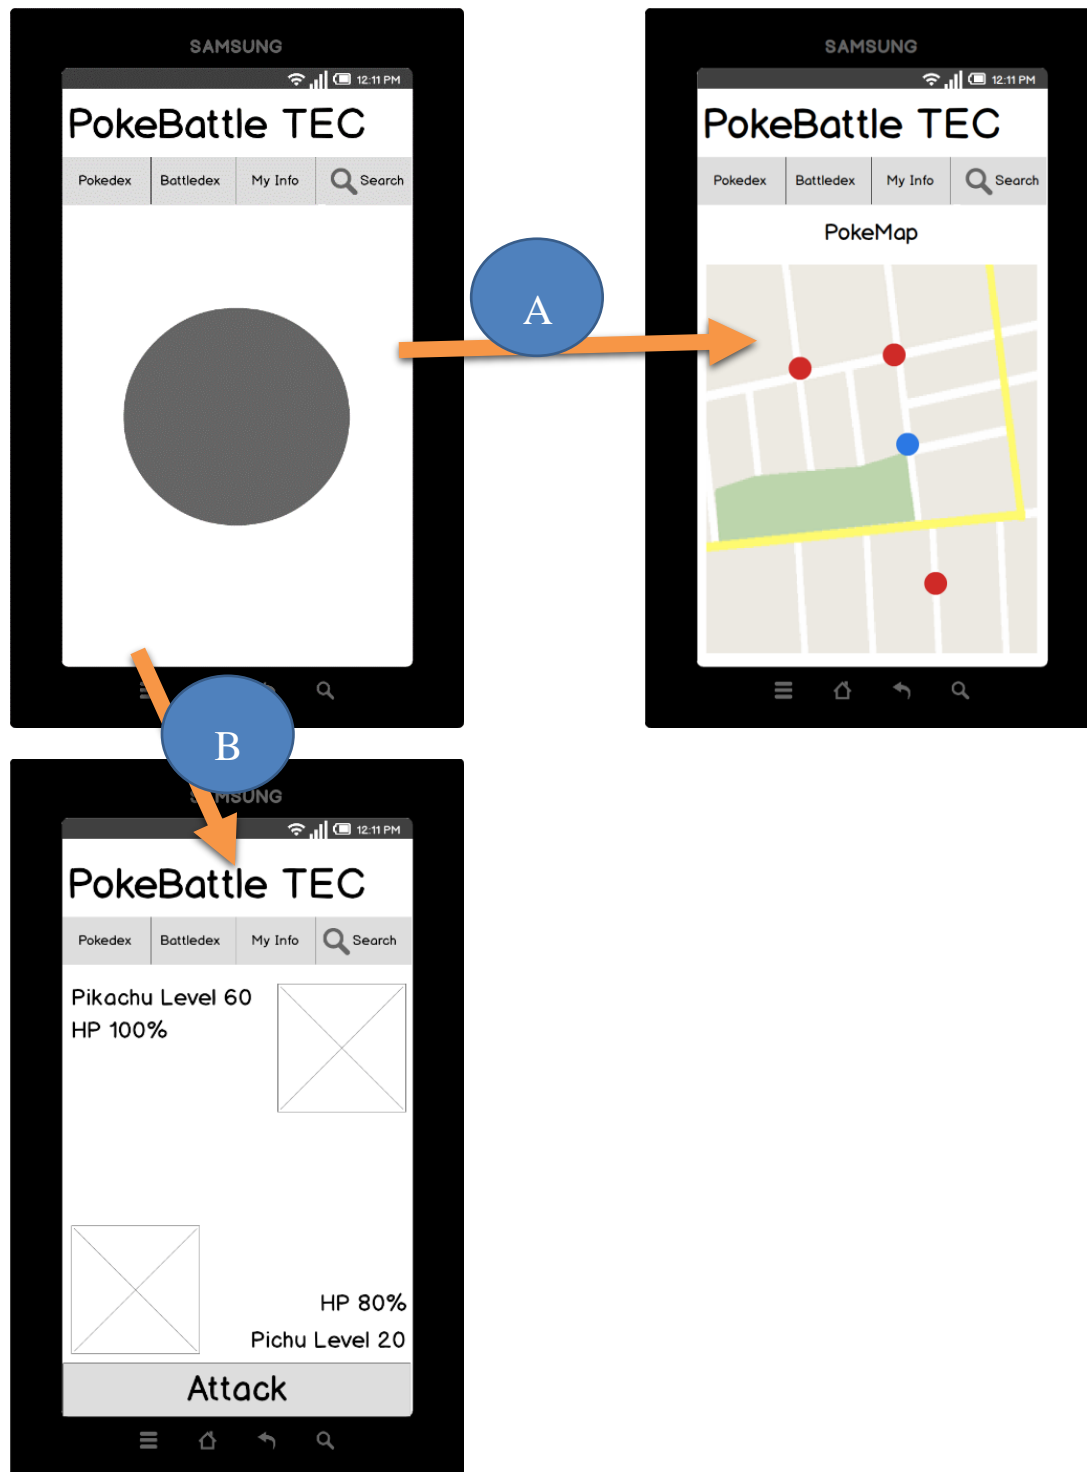 SAMSUNG
12:11 PM
PokeBattle TEC
Pokedex Battledex My Info Search
SAMSUNG
12:11 PM
PokeBattle TEC
Pokedex Battledex My Info Search
PokeMap
A
B
SAMSUNG
12:11 PM
PokeBattle TEC
Pokedex Battledex My Info Search
Pikachu Level 60
HP 100%
HP 80%
Pichu Level 20
Attack